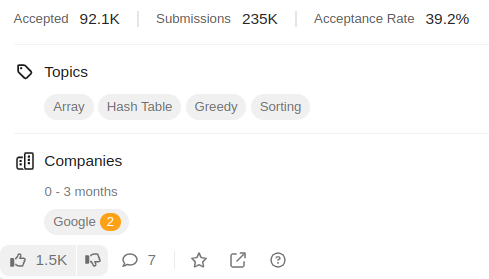 Accepted 92.1K Submissions 235K Acceptance Rate 39.2%
Topics
Array Hash Table Greedy Sorting
Companies
0 - 3 months
Google 2
1.5K 7